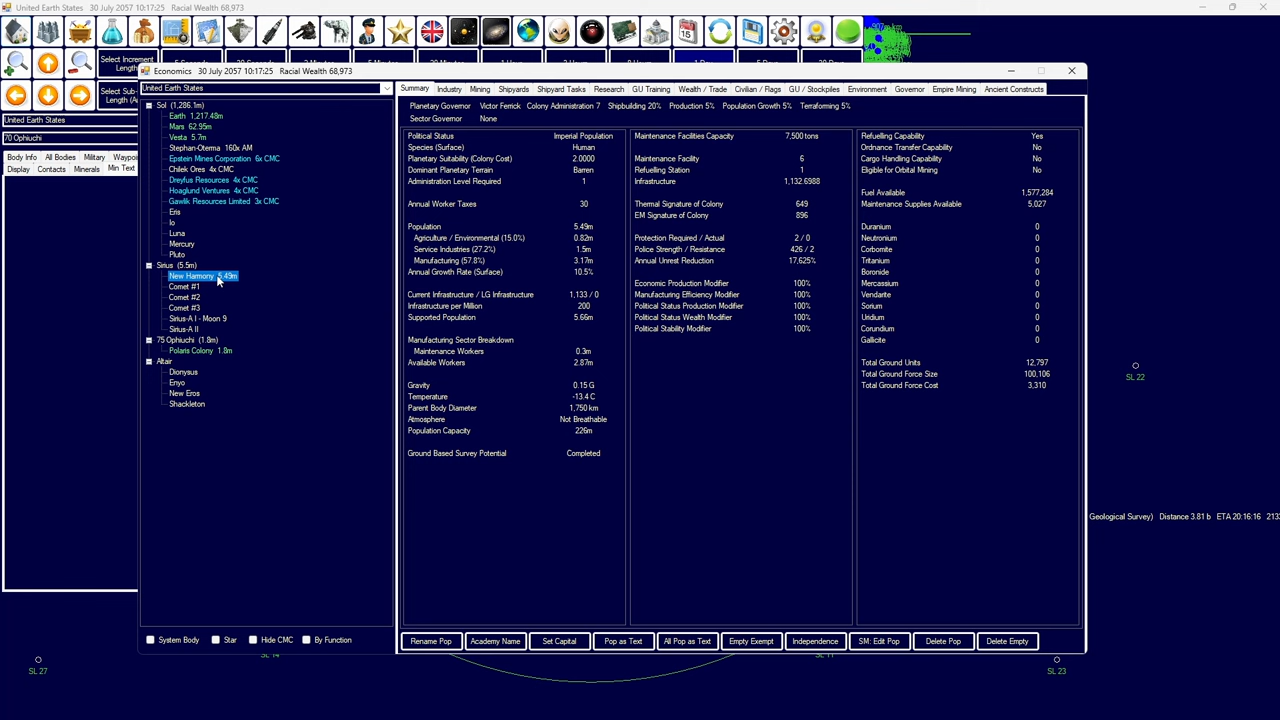 United Earth States 30 July 2057 10:17:25 Racial Wealth 68,973
Select Increment
Length
Select Sub-
Length (A
United Earth States
70 Ophiuchi
Body Info All Bodies Military Waypoi
Display Contacts Minerals Min Text
Economics 30 July 2057 10:17:25 Racial Wealth 68,973
United Earth States
Sol (1,286.1m)
Earth 1,217.48m
Mars 62.95m
Vesta 5.7m
Stephan-Oterma 160x AM
Epstein Mines Corporation 6x CMC
Chilek Ores 4x CMC
Dreyfus Resources 4x CMC
Hoaglund Ventures 4x CMC
Gawlik Resources Limited 3x CMC
Eris
Io
Luna
Mercury
Pluto
Sirius (5.5m)
New Harmony 5.49m
Comet #1
Comet #2
Comet #3
Sirius-A I - Moon 9
Sirius-A II
75 Ophiuchi (1.8m)
Polaris Colony 1.8m
Altair
Dionysus
Enyo
New Eros
Shackleton
System Body Star Hide CMC By Function
Summary Industry Mining Shipyards Shipyard Tasks Research GU Training Wealth / Trade Civilian / Flags GU / Stockpiles Environment Governor Empire Mining Ancient Constructs
Planetary Governor Victor Ferrick Colony Administration 7 Shipbuilding 20% Production 5% Population Growth 5% Terraforming 5%
Sector Governor None
Political Status Imperial Population
Species (Surface) Human
Planetary Suitability (Colony Cost) 2.0000
Dominant Planetary Terrain Barren
Administration Level Required 1
Annual Worker Taxes 30
Population 5.49m
Agriculture / Environmental (15.0%) 0.82m
Service Industries (27.2%) 1.5m
Manufacturing (57.8%) 3.17m
Annual Growth Rate (Surface) 10.5%
Current Infrastructure / LG Infrastructure 1,133 / 0
Infrastructure per Million 200
Supported Population 5.66m
Manufacturing Sector Breakdown
Maintenance Workers 0.3m
Available Workers 2.87m
Gravity 0.15 G
Temperature -13.4 C
Parent Body Diameter 1,750 km
Atmosphere Not Breathable
Population Capacity 226m
Ground Based Survey Potential Completed
Maintenance Facilities Capacity 7,500 tons
Maintenance Facility 6
Refuelling Station 1
Infrastructure 1,132.6988
Thermal Signature of Colony 649
EM Signature of Colony 896
Protection Required / Actual 2 / 0
Police Strength / Resistance 426 / 2
Annual Unrest Reduction 17,625%
Economic Production Modifier 100%
Manufacturing Efficiency Modifier 100%
Political Status Production Modifier 100%
Political Status Wealth Modifier 100%
Political Stability Modifier 100%
Refuelling Capability Yes
Ordnance Transfer Capability No
Cargo Handling Capability No
Eligible for Orbital Mining No
Fuel Available 1,577,284
Maintenance Supplies Available 5,027
Duranium 0
Neutronium 0
Corbomite 0
Tritanium 0
Boronide 0
Mercassium 0
Vendarite 0
Sorium 0
Uridium 0
Corundium 0
Gallicite 0
Total Ground Units 12,797
Total Ground Force Size 100,106
Total Ground Force Cost 3,310
Rename Pop Academy Name Set Capital Pop as Text All Pop as Text Empty Exempt Independence SM: Edit Pop Delete Pop Delete Empty
SL 22
Geological Survey) Distance 3.81 b ETA 20:16:16
SL 27
SL 23